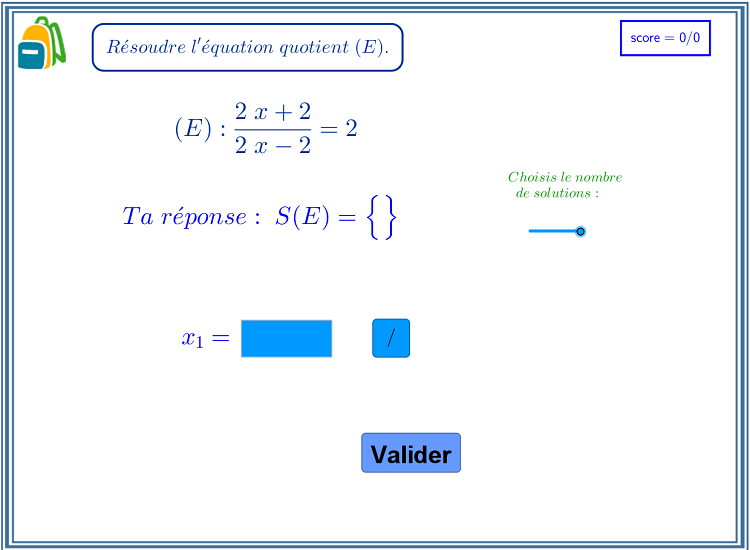 Résoudre l'équation quotient (E).
score = 0/0
(E) : \frac{2 x + 2}{2 x − 2} = 2
Choisis le nombre
de solutions :
Ta réponse : S(E) = { }
x₁ =
/
Valider